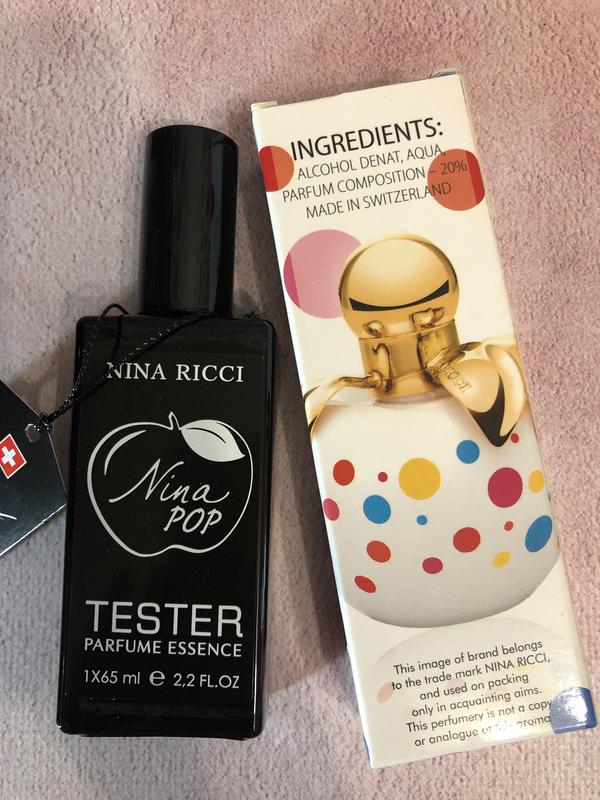 NINA RICCI
Nina
POP
TESTER
PARFUME ESSENCE
1X65 ml e 2,2 FL.OZ
INGREDIENTS:
ALCOHOL DENAT, AQUA,
PARFUM COMPOSITION – 20%
MADE IN SWITZERLAND
RICCI
This image of brand belongs
to the trade mark NINA RICCI,
and used on packing
only in acquainting aims.
This perfumery is not a copy
or analogue of this aroma